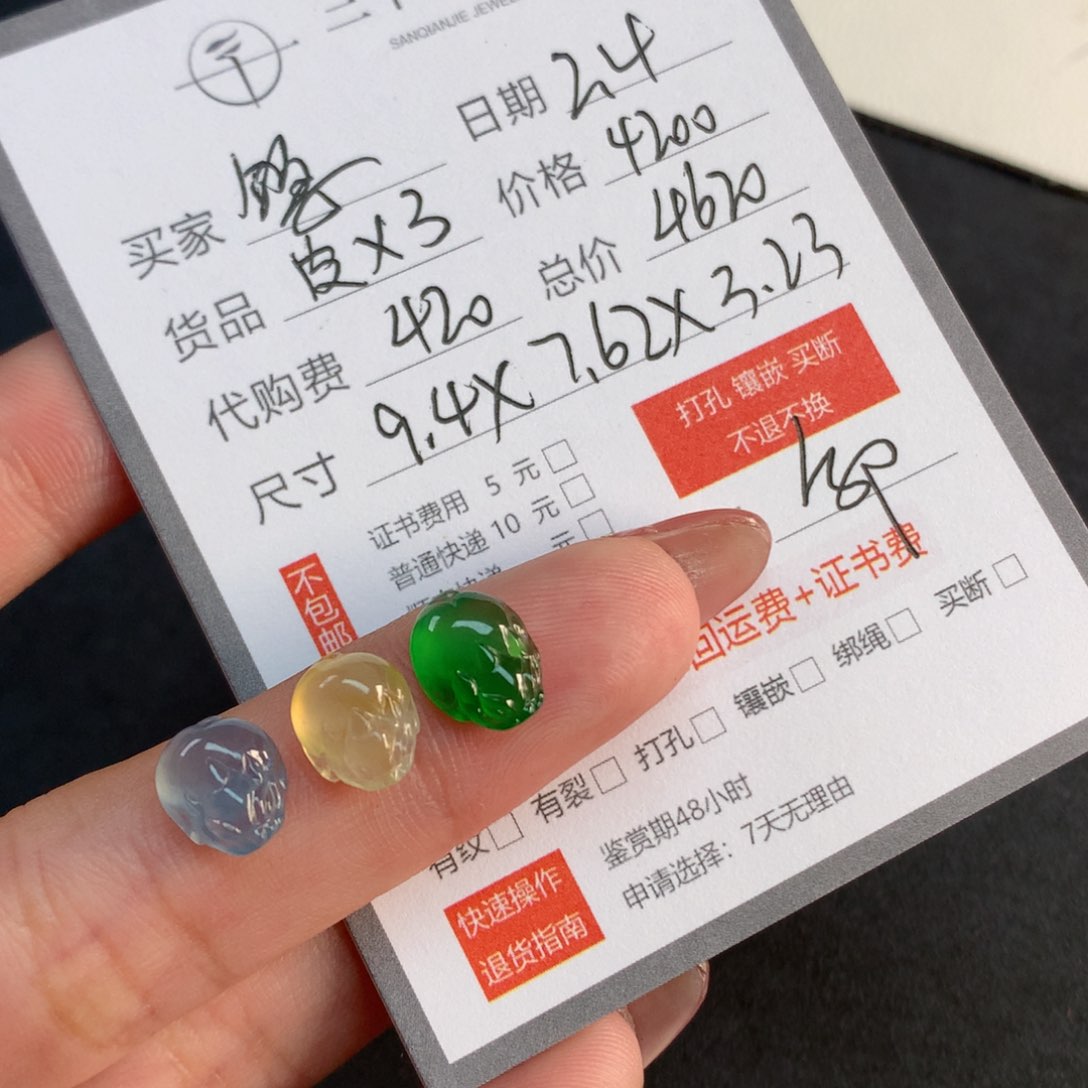 SANQIANJIE JEWEL
日期 2.4
买家
价格 4200
货品 皮X3
总价 4620
代购费 420
尺寸 9.4X7.62X3.23
打孔 镶嵌 买断
不退不换
证书费用 5 元
普通快递 10 元
元
不包邮
回运费+证书费
买断
绑绳
镶嵌
打孔
有裂
有纹
鉴赏期48小时
申请选择：7天无理由
快速操作
退货指南